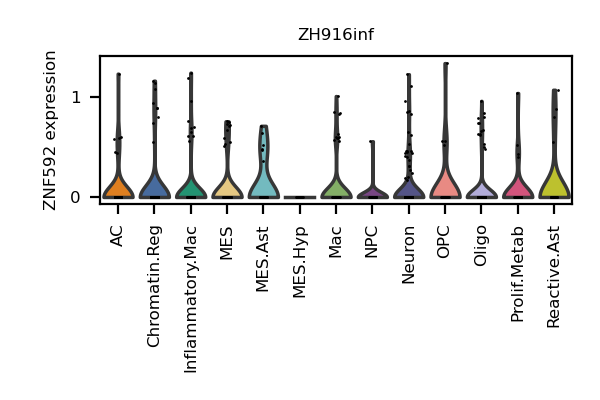 ZH916inf
ZNF592 expression
1
0
AC
Chromatin.Reg
Inflammatory.Mac
MES
MES.Ast
MES.Hyp
Mac
NPC
Neuron
OPC
Oligo
Prolif.Metab
Reactive.Ast